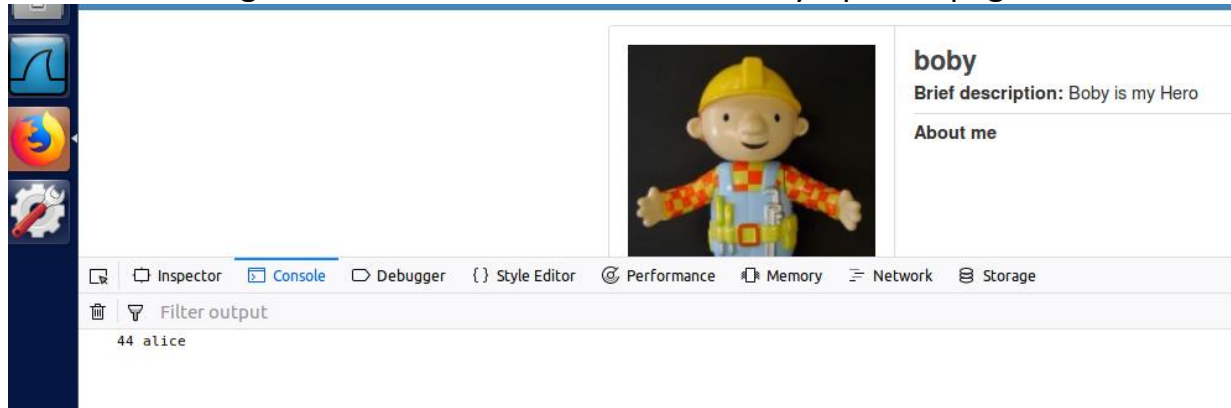 boby
Brief description: Boby is my Hero
About me
Inspector Console Debugger { } Style Editor Performance Memory Network Storage
Filter output
44 alice